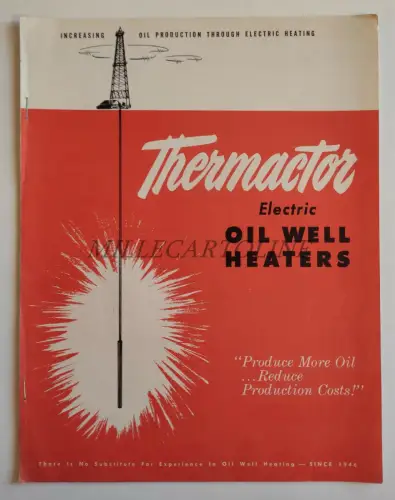 INCREASING OIL PRODUCTION THROUGH ELECTRIC HEATING
Thermactor
Electric
OIL WELL
MILLECARTOLINE
HEATERS
"Produce More Oil
...Reduce
Production Costs!"
There Is No Substitute For Experience In Oil Well Heating — SINCE